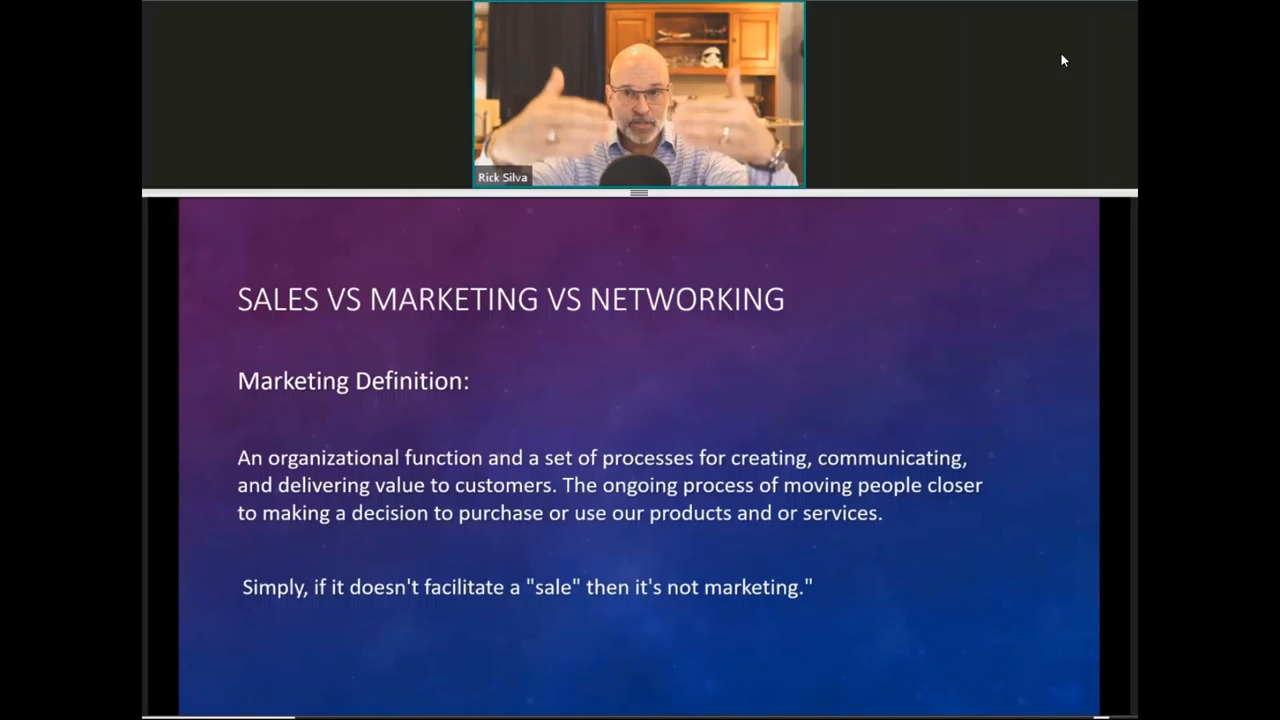 Rick Silva
SALES VS MARKETING VS NETWORKING
Marketing Definition:
An organizational function and a set of processes for creating, communicating,
and delivering value to customers. The ongoing process of moving people closer
to making a decision to purchase or use our products and or services.
Simply, if it doesn't facilitate a "sale" then it's not marketing."